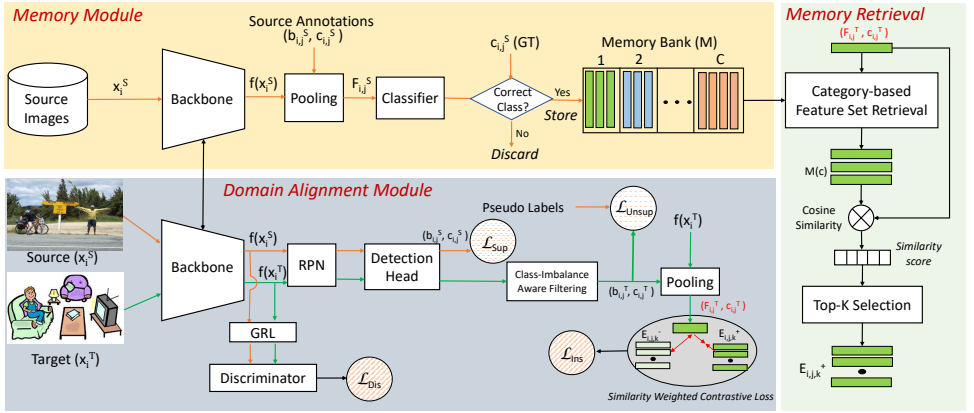 Memory Module
Source Annotations
(b_{i,j}^S, c_{i,j}^S)
Source
Images
x_i^S
Backbone
f(x_i^S)
Pooling
F_{i,j}^S
Classifier
c_{i,j}^S (GT)
Correct
Class?
Yes
Store
No
Discard
Memory Bank (M)
1 2 C
Domain Alignment Module
Source (x_i^S)
Target (x_i^T)
Backbone
f(x_i^S)
f(x_i^T)
RPN
Detection
Head
(b_{i,j}^S, c_{i,j}^S)
ℒ_Sup
GRL
Discriminator
ℒ_Dis
Pseudo Labels
ℒ_Unsup
Class-Imbalance
Aware Filtering
(b_{i,j}^T, c_{i,j}^T)
f(x_i^T)
Pooling
(F_{i,j}^T, c_{i,j}^T)
E_{i,j,k}^-
E_{i,j,k}^+
ℒ_Ins
Similarity Weighted Contrastive Loss
Memory Retrieval
(F_{i,j}^T, c_{i,j}^T)
Category-based
Feature Set Retrieval
M(c)
Cosine
Similarity
Similarity
score
Top-K Selection
E_{i,j,k}^+